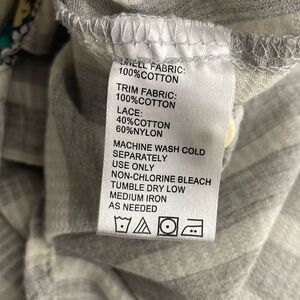 SHELL FABRIC:
100%COTTON
TRIM FABRIC:
100%COTTON
LACE:
40%COTTON
60%NYLON
MACHINE WASH COLD
SEPARATELY
USE ONLY
NON-CHLORINE BLEACH
TUMBLE DRY LOW
MEDIUM IRON
AS NEEDED